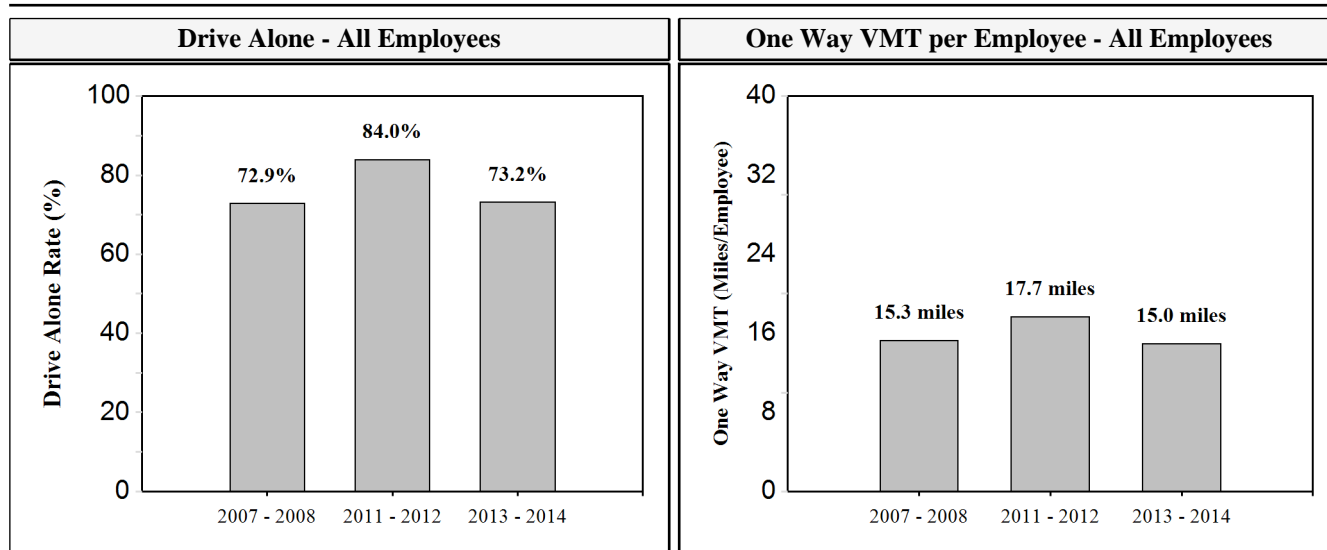 Drive Alone - All Employees
One Way VMT per Employee - All Employees
Drive Alone Rate (%)
100
80
60
40
20
0
72.9%
84.0%
73.2%
2007 - 2008
2011 - 2012
2013 - 2014
One Way VMT (Miles/Employee)
40
32
24
16
8
0
15.3 miles
17.7 miles
15.0 miles
2007 - 2008
2011 - 2012
2013 - 2014